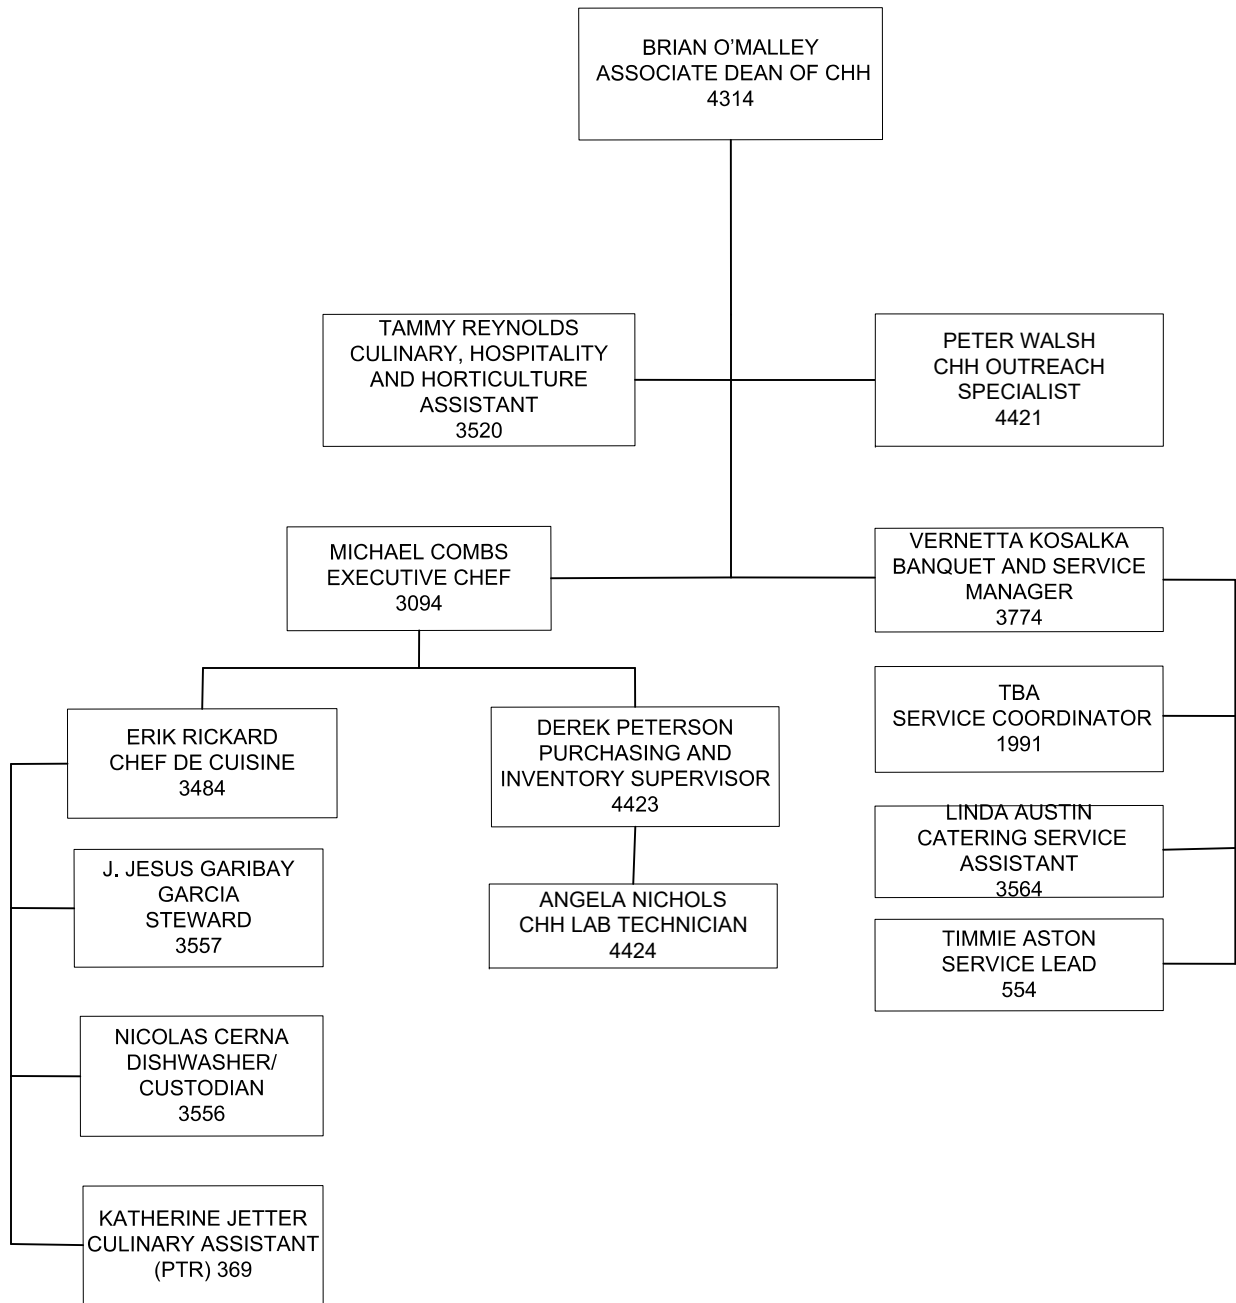 BRIAN O’MALLEY
ASSOCIATE DEAN OF CHH
4314
TAMMY REYNOLDS
CULINARY, HOSPITALITY
AND HORTICULTURE
ASSISTANT
3520
PETER WALSH
CHH OUTREACH
SPECIALIST
4421
MICHAEL COMBS
EXECUTIVE CHEF
3094
VERNETTA KOSALKA
BANQUET AND SERVICE
MANAGER
3774
ERIK RICKARD
CHEF DE CUISINE
3484
DEREK PETERSON
PURCHASING AND
INVENTORY SUPERVISOR
4423
TBA
SERVICE COORDINATOR
1991
J. JESUS GARIBAY
GARCIA
STEWARD
3557
ANGELA NICHOLS
CHH LAB TECHNICIAN
4424
LINDA AUSTIN
CATERING SERVICE
ASSISTANT
3564
TIMMIE ASTON
SERVICE LEAD
554
NICOLAS CERNA
DISHWASHER/
CUSTODIAN
3556
KATHERINE JETTER
CULINARY ASSISTANT
(PTR) 369